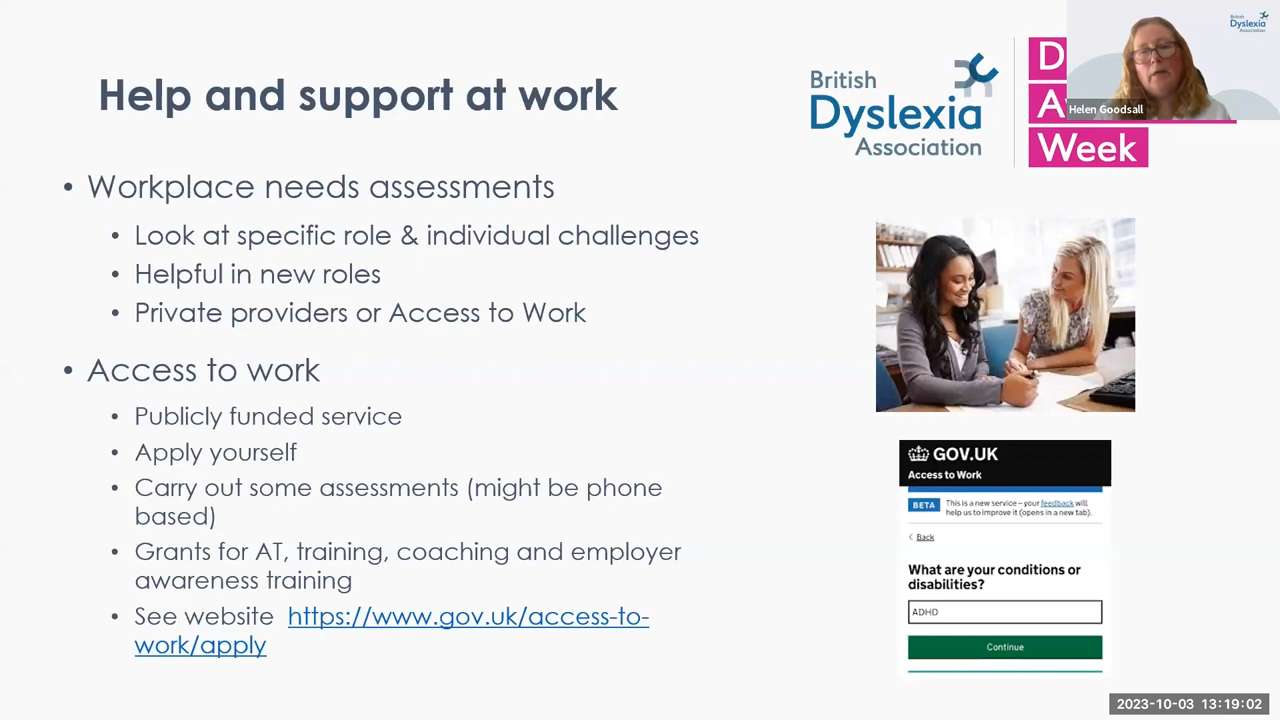 Help and support at work
British
Dyslexia
Association
D
A
Week
British
Dyslexia
Association
Helen Goodsall
• Workplace needs assessments
• Look at specific role & individual challenges
• Helpful in new roles
• Private providers or Access to Work
• Access to work
• Publicly funded service
• Apply yourself
• Carry out some assessments (might be phone
based)
• Grants for AT, training, coaching and employer
awareness training
• See website https://www.gov.uk/access-to-
work/apply
GOV.UK
Access to Work
BETA This is a new service – your feedback will
help us to improve it (opens in a new tab).
Back
What are your conditions or
disabilities?
ADHD
Continue
2023-10-03 13:19:02